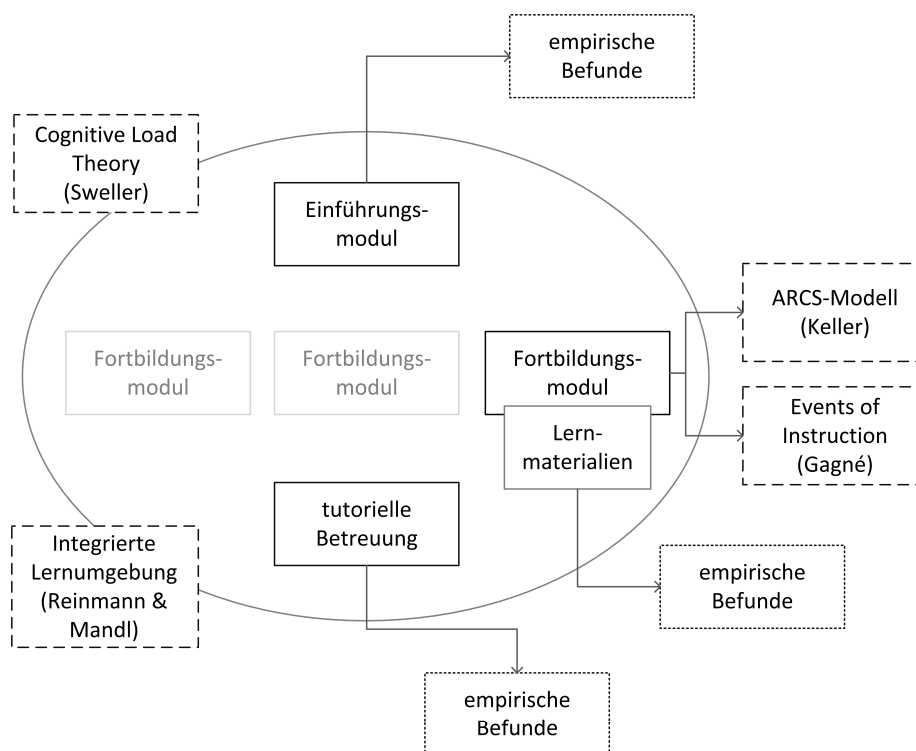 empirische
Befunde
Cognitive Load
Theory
(Sweller)
Einführungs-
modul
ARCS-Modell
(Keller)
Fortbildungs-
modul
Fortbildungs-
modul
Fortbildungs-
modul
Events of
Instruction
(Gagné)
Lern-
materialien
tutorielle
Betreuung
Integrierte
Lernumgebung
(Reinmann &
Mandl)
empirische
Befunde
empirische
Befunde